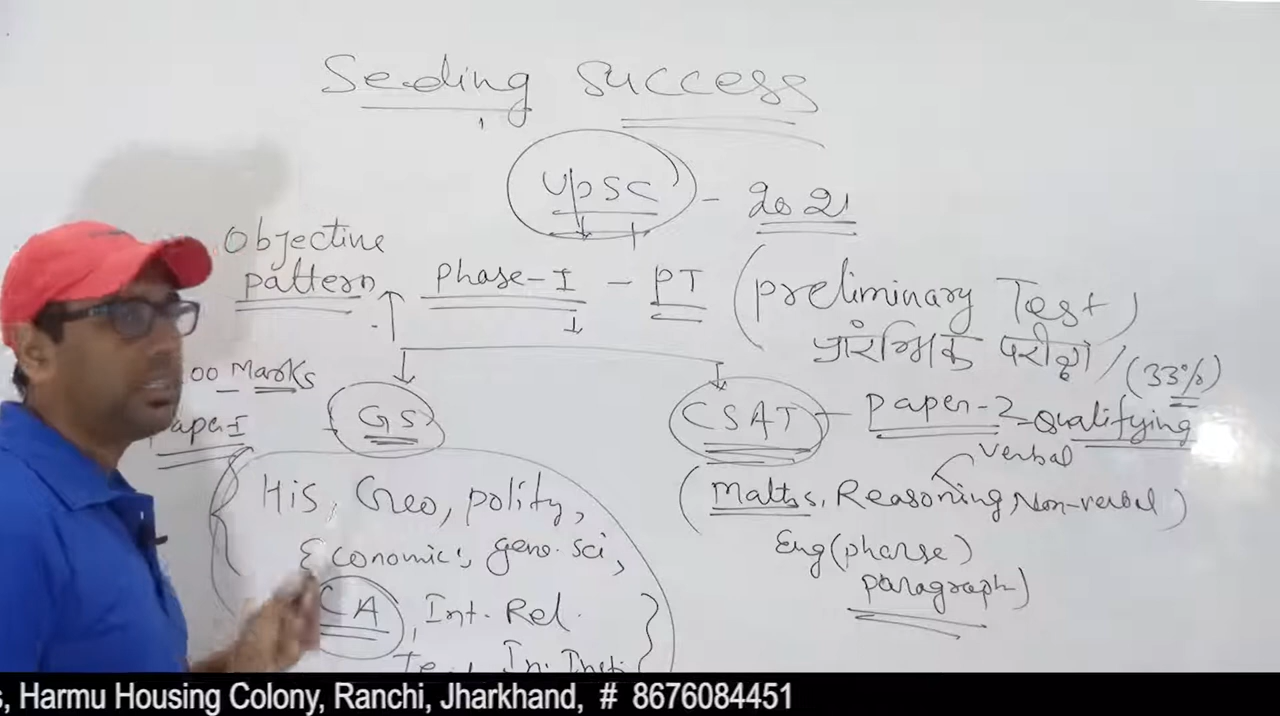 Seeding success
UPSC - 2021
Objective
pattern
Phase-I - PT (preliminary Test)
प्रारंभिक परीक्षा / (33%)
00 Marks
aper-I
GS
CSAT - paper-2 - Qualifying
Verbal
His, Geo, polity,
(Maths, Reasoning, Non-verbal)
Economics, gene. sci,
Eng (pharse)
paragraph)
CA, Int. Rel.
s, Harmu Housing Colony, Ranchi, Jharkhand, # 8676084451